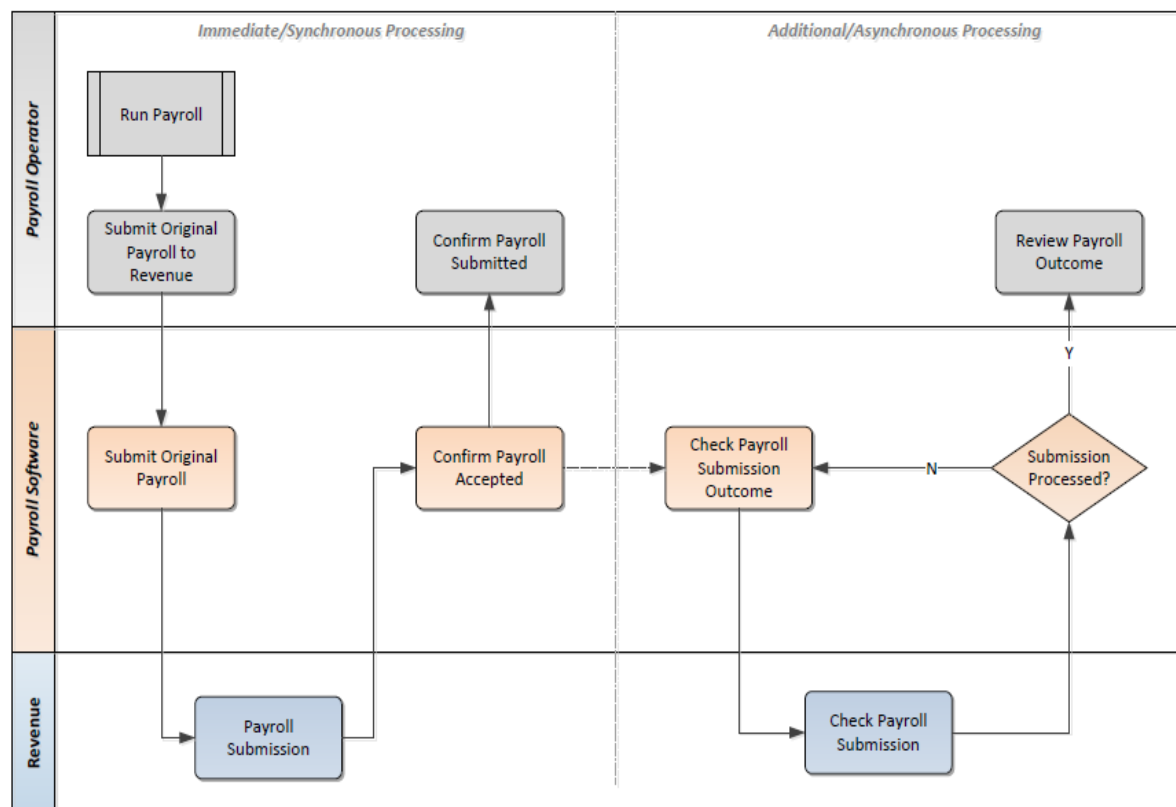 Immediate/Synchronous Processing
Additional/Asynchronous Processing
Payroll Operator
Run Payroll
Submit Original
Payroll to
Revenue
Confirm Payroll
Submitted
Review Payroll
Outcome
Payroll Software
Submit Original
Payroll
Confirm Payroll
Accepted
Check Payroll
Submission
Outcome
N
Submission
Processed?
Y
Revenue
Payroll
Submission
Check Payroll
Submission